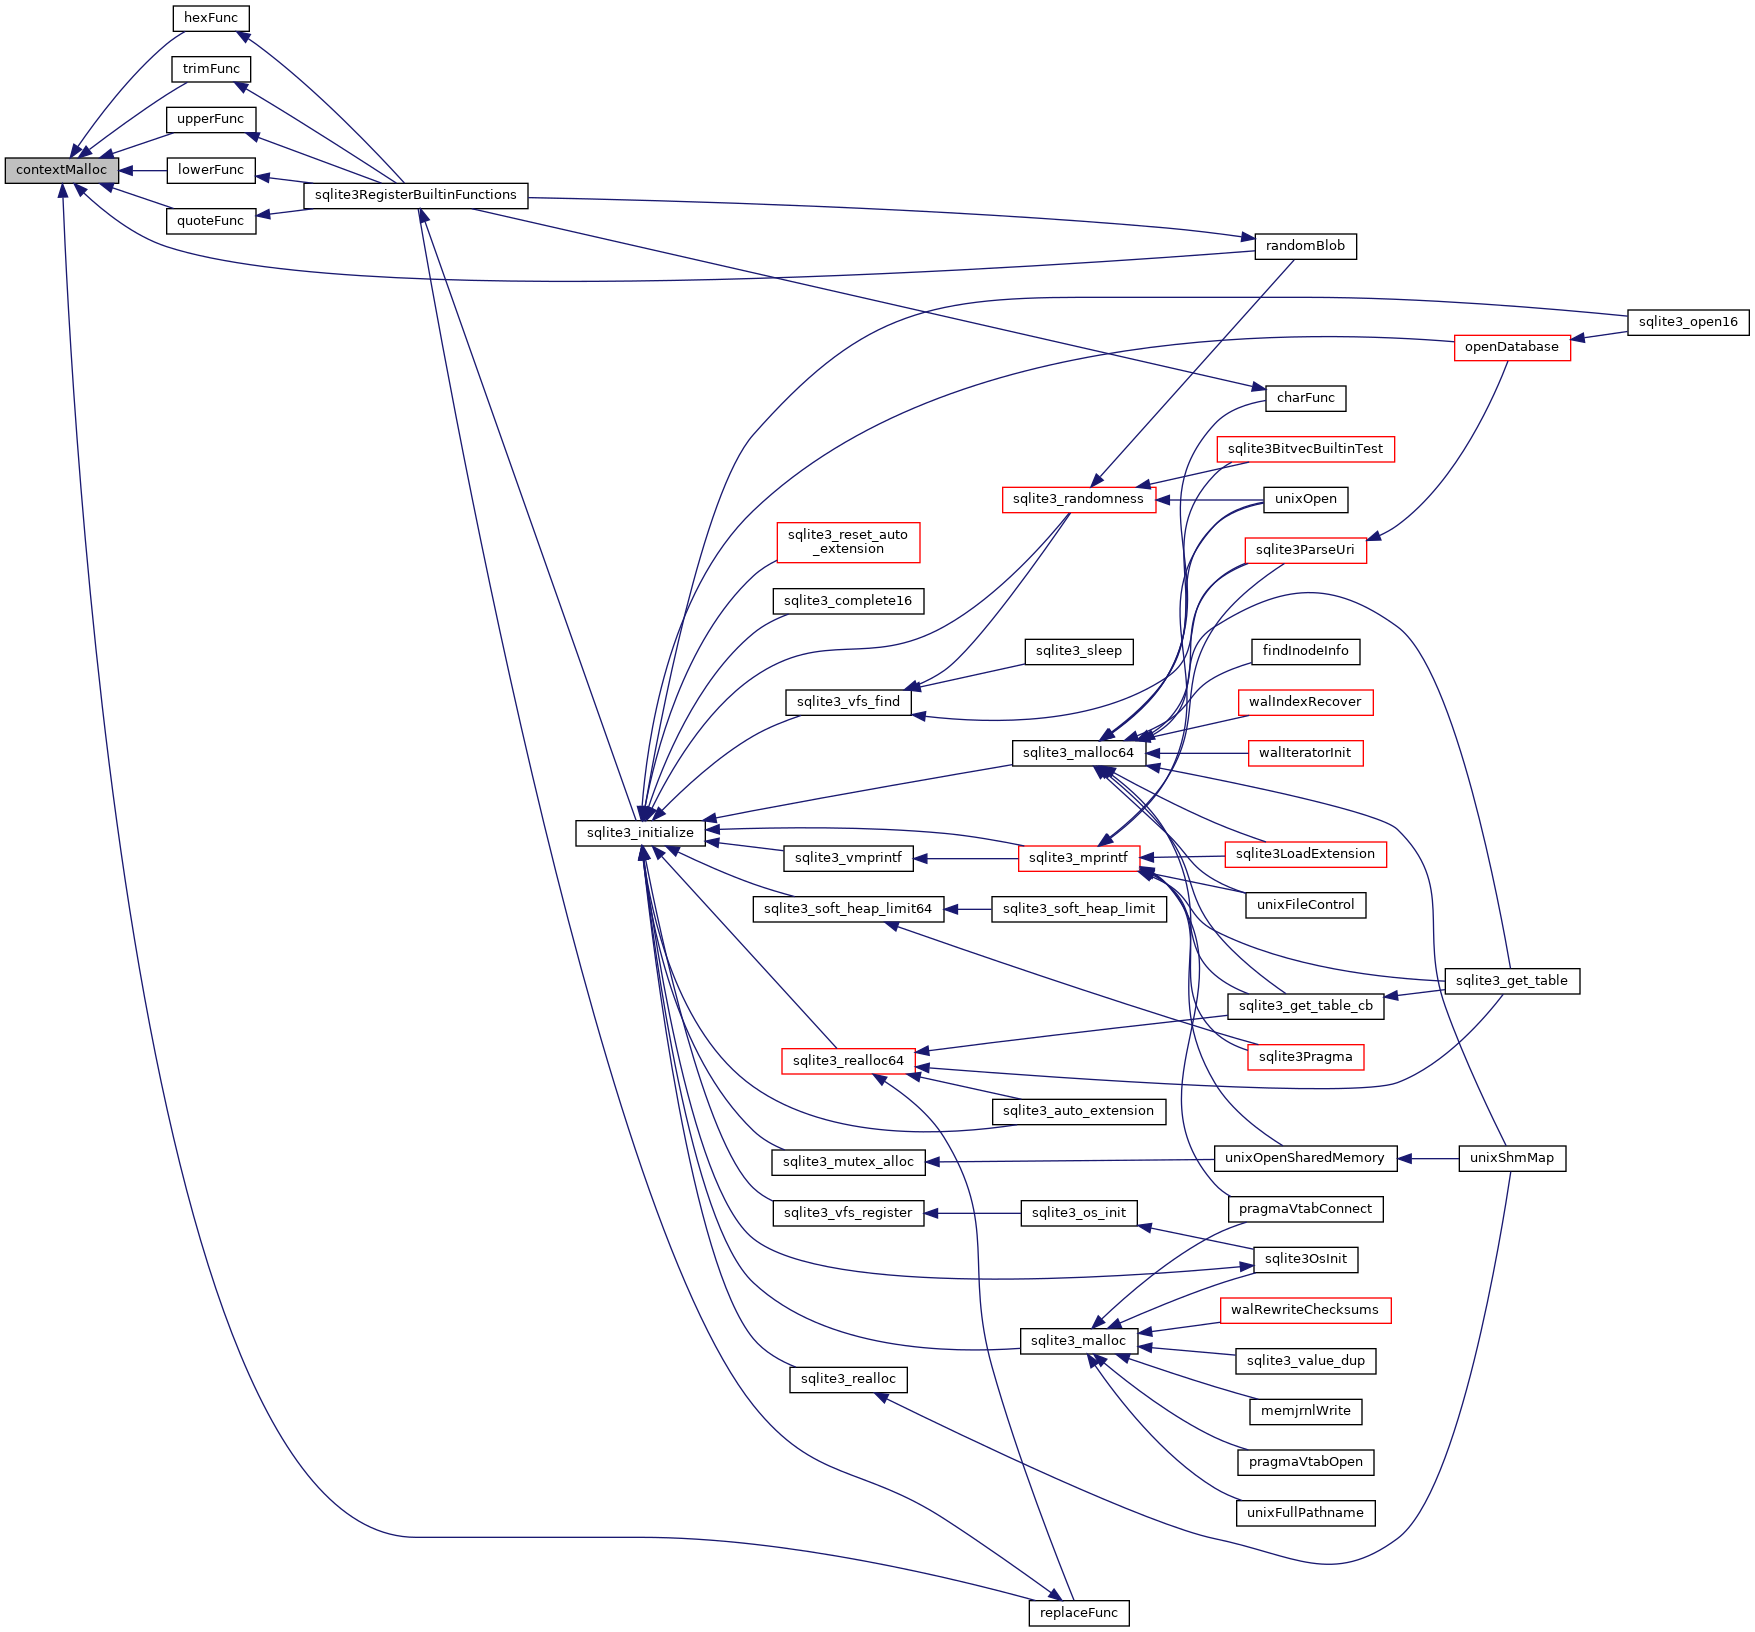 hexFunc
trimFunc
upperFunc
contextMalloc
lowerFunc
sqlite3RegisterBuiltinFunctions
quoteFunc
randomBlob
sqlite3_open16
openDatabase
charFunc
sqlite3BitvecBuiltinTest
sqlite3_randomness
unixOpen
sqlite3_reset_auto
_extension
sqlite3ParseUri
sqlite3_complete16
sqlite3_sleep
findInodeInfo
sqlite3_vfs_find
walIndexRecover
sqlite3_malloc64
walIteratorInit
sqlite3_initialize
sqlite3_vmprintf
sqlite3_mprintf
sqlite3LoadExtension
sqlite3_soft_heap_limit64
sqlite3_soft_heap_limit
unixFileControl
sqlite3_get_table
sqlite3_get_table_cb
sqlite3_realloc64
sqlite3Pragma
sqlite3_auto_extension
sqlite3_mutex_alloc
unixOpenSharedMemory
unixShmMap
sqlite3_vfs_register
sqlite3_os_init
pragmaVtabConnect
sqlite3OsInit
walRewriteChecksums
sqlite3_malloc
sqlite3_value_dup
sqlite3_realloc
memjrnlWrite
pragmaVtabOpen
unixFullPathname
replaceFunc